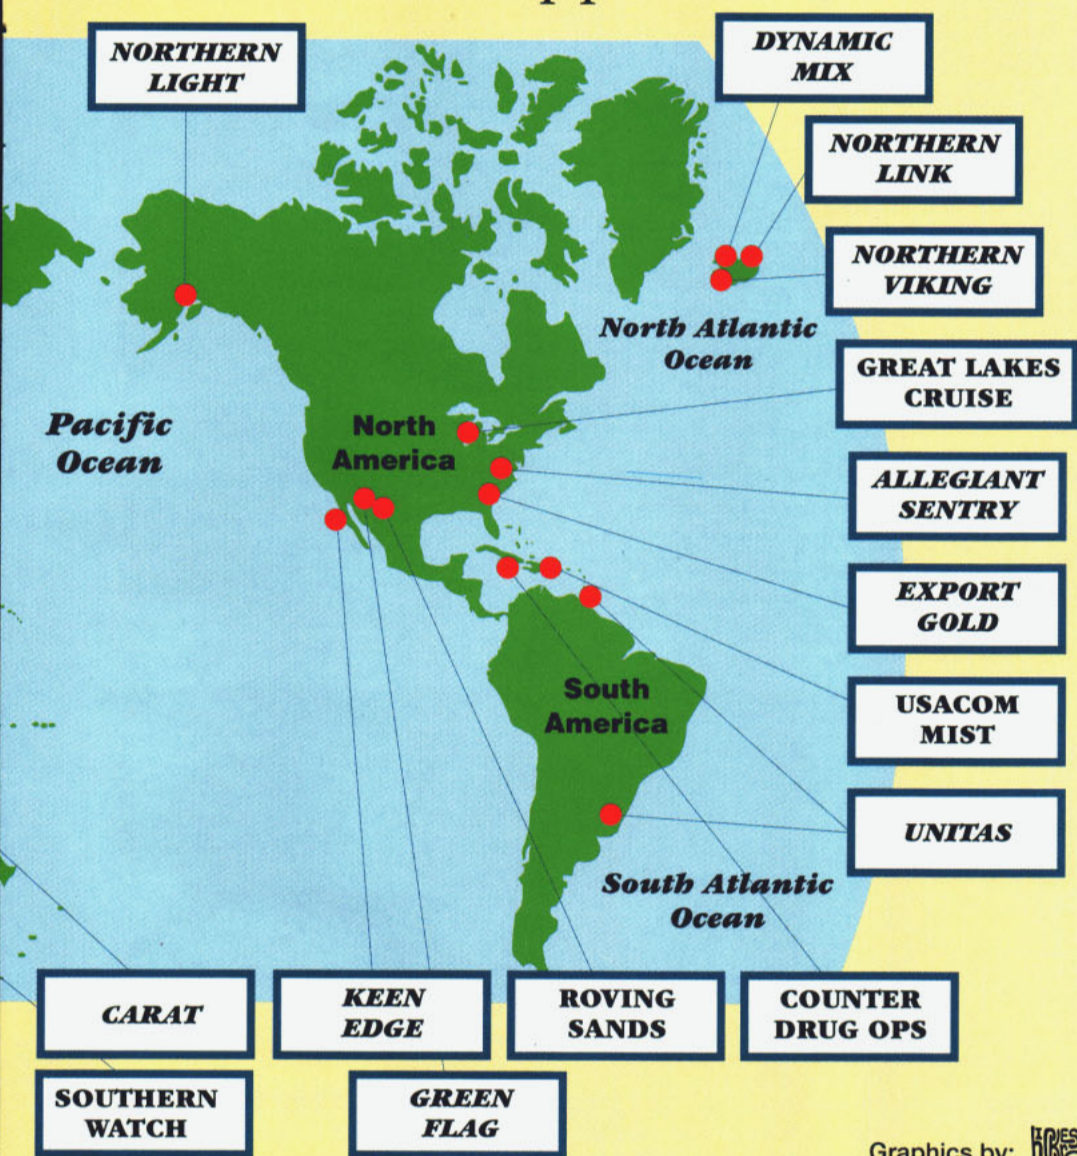 NORTHERN
LIGHT
DYNAMIC
MIX
NORTHERN
LINK
NORTHERN
VIKING
North Atlantic
Ocean
GREAT LAKES
CRUISE
Pacific
Ocean
North
America
ALLEGIANT
SENTRY
EXPORT
GOLD
South
America
USACOM
MIST
UNITAS
South Atlantic
Ocean
CARAT
KEEN
EDGE
ROVING
SANDS
COUNTER
DRUG OPS
SOUTHERN
WATCH
GREEN
FLAG
Graphics by: